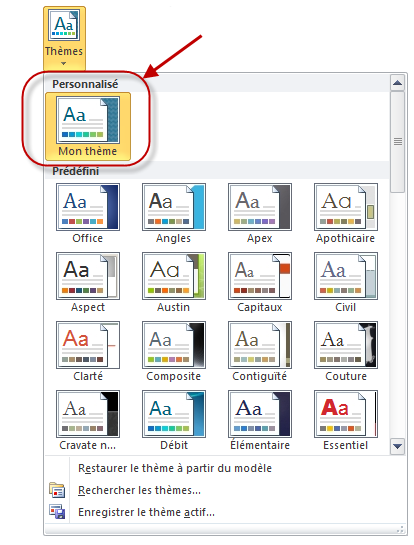 Aa
Thèmes
Personnalisé
Aa
Mon thème
Prédéfini
Aa Aa Aa Aa
Office Angles Apex Apothicaire
Aa Aa Aa Aa
Aspect Austin Capitaux Civil
Aa Aa Aa Aa
Clarté Composite Contiguïté Couture
Aa Aa Aa Aa
Cravate n... Débit Élémentaire Essentiel
Restaurer le thème à partir du modèle
Rechercher les thèmes...
Enregistrer le thème actif...